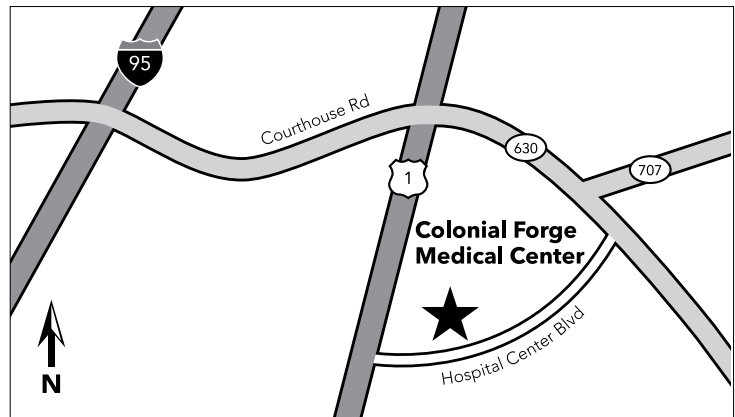 95
Courthouse Rd
630
707
1
Colonial Forge
Medical Center
Hospital Center Blvd
N